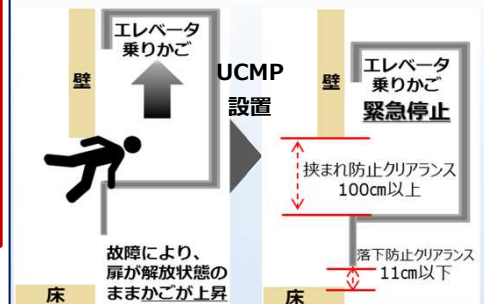 エレベータ
乗りかご
壁
故障により、
扉が解放状態の
ままかごが上昇
床
UCMP
設置
エレベータ
乗りかご
緊急停止
壁
挟まれ防止クリアランス
100cm以上
落下防止クリアランス
11cm以下
床